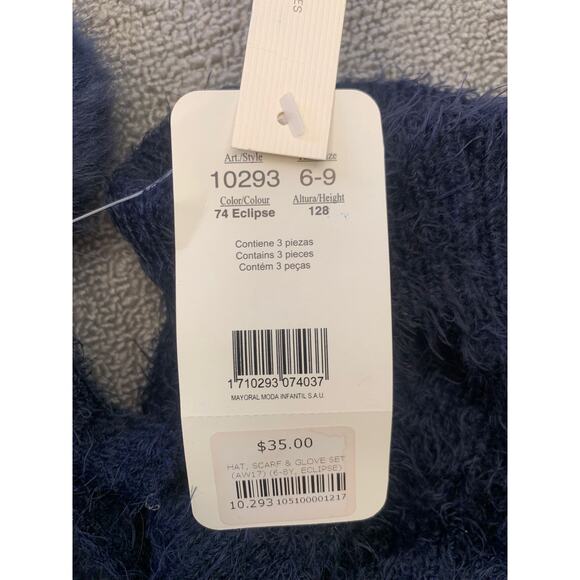 ES
Art./Style
10293 6-9
Color/Colour Altura/Height
74 Eclipse 128
Contiene 3 piezas
Contains 3 pieces
Contém 3 peças
1 710293 074037
MAYORAL MODA INFANTIL S.A.U.
$35.00
HAT, SCARF & GLOVE SET
(AW17) (6-8Y, ECLIPSE)
10.293 105100001217